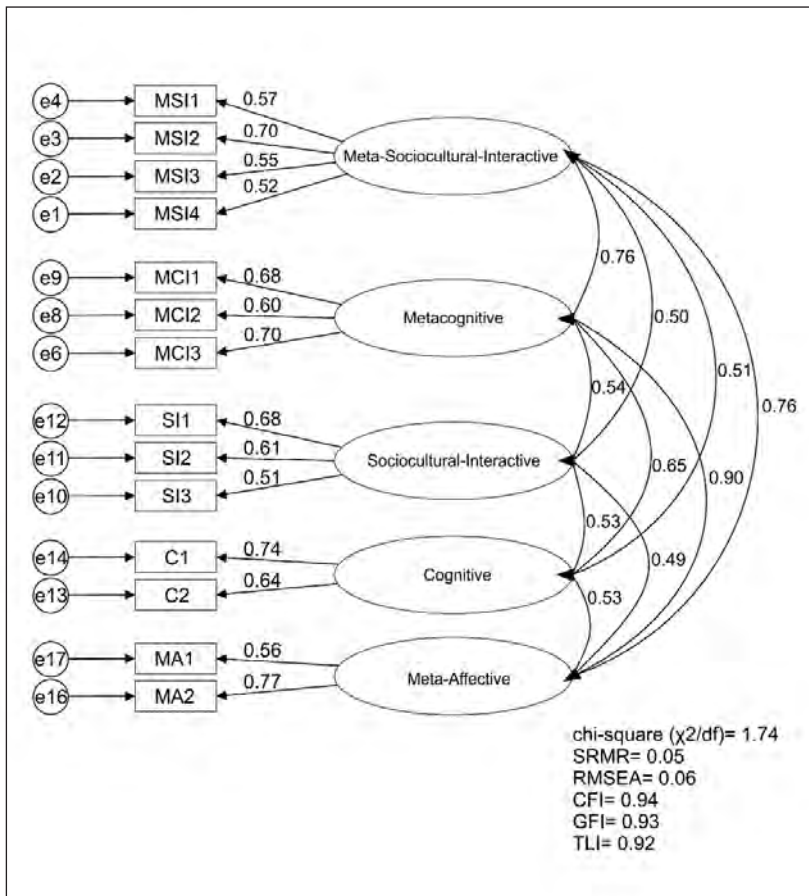 e4 MSI1 0.57
e3 MSI2 0.70
e2 MSI3 0.55
e1 MSI4 0.52
Meta-Sociocultural-Interactive
e9 MCI1 0.68
e8 MCI2 0.60
e6 MCI3 0.70
Metacognitive
e12 SI1 0.68
e11 SI2 0.61
e10 SI3 0.51
Sociocultural-Interactive
e14 C1 0.74
e13 C2 0.64
Cognitive
e17 MA1 0.56
e16 MA2 0.77
Meta-Affective
0.76
0.50
0.51
0.76
0.54
0.65
0.90
0.53
0.49
0.53
chi-square (χ2/df)= 1.74
SRMR= 0.05
RMSEA= 0.06
CFI= 0.94
GFI= 0.93
TLI= 0.92